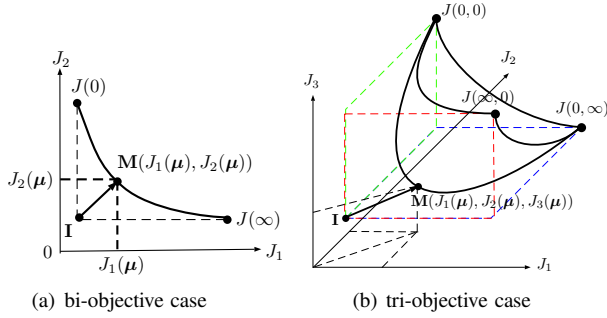 J₂
J(0)
M(J₁(μ), J₂(μ))
J₂(μ)
I
J(∞)
0
J₁(μ)
J₁
(a) bi-objective case
J(0, 0)
J₂
J₃
J(∞, 0)
J(0, ∞)
M(J₁(μ), J₂(μ), J₃(μ))
I
J₁
(b) tri-objective case